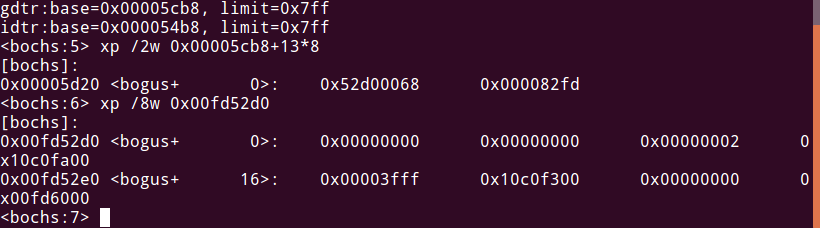 gdtr:base=0x00005cb8, limit=0x7ff
idtr:base=0x000054b8, limit=0x7ff
<bochs:5> xp /2w 0x00005cb8+13*8
[bochs]:
0x00005d20 <bogus+       0>:    0x52d00068      0x000082fd
<bochs:6> xp /8w 0x00fd52d0
[bochs]:
0x00fd52d0 <bogus+       0>:    0x00000000      0x00000000      0x00000002      0
x10c0fa00
0x00fd52e0 <bogus+      16>:    0x00003fff      0x10c0f300      0x00000000      0
x00fd6000
<bochs:7>